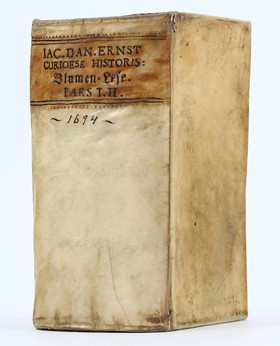 IAC. DAN. ERNST
CURIOESE HISTORIS:
Blumen-Lese.
PARS I. II.
~ 1694 ~